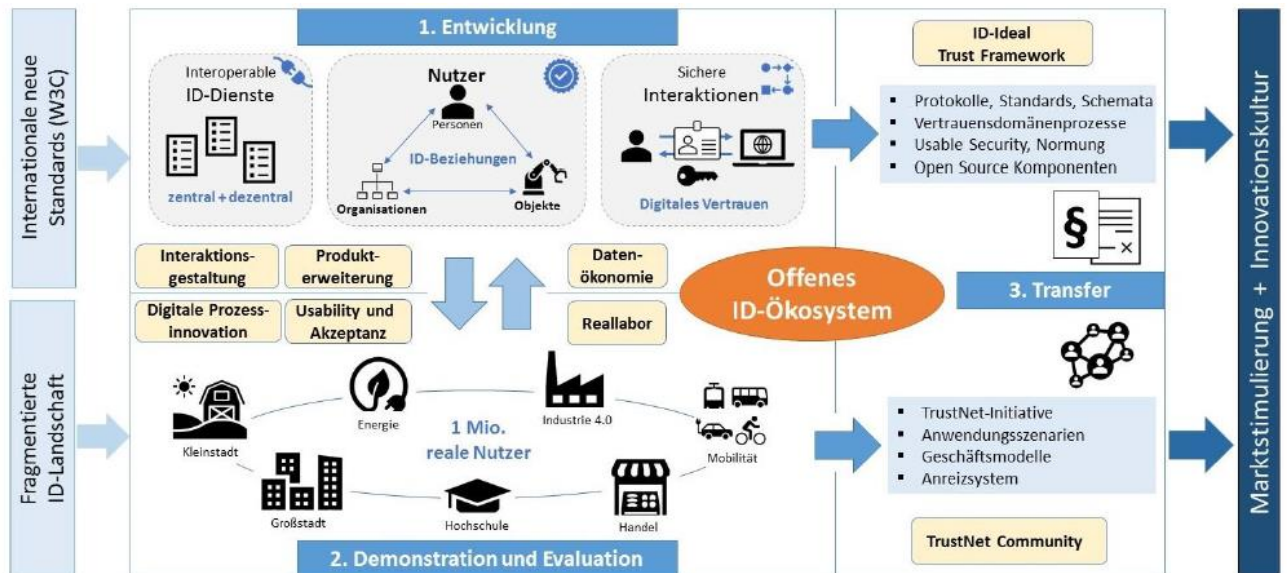 Internationale neue
Standards (W3C)
Fragmentierte
ID-Landschaft
1. Entwicklung
Interoperable
ID-Dienste
zentral + dezentral
Nutzer
Personen
ID-Beziehungen
Organisationen
Objekte
Sichere
Interaktionen
Digitales Vertrauen
Interaktions-
gestaltung
Produkt-
erweiterung
Daten-
ökonomie
Digitale Prozess-
innovation
Usability und
Akzeptanz
Reallabor
Offenes
ID-Ökosystem
Kleinstadt
Energie
Industrie 4.0
Mobilität
1 Mio.
reale Nutzer
Großstadt
Hochschule
Handel
2. Demonstration und Evaluation
ID-Ideal
Trust Framework
▪ Protokolle, Standards, Schemata
▪ Vertrauensdomänenprozesse
▪ Usable Security, Normung
▪ Open Source Komponenten
§
3. Transfer
▪ TrustNet-Initiative
▪ Anwendungsszenarien
▪ Geschäftsmodelle
▪ Anreizsystem
TrustNet Community
Marktstimulierung + Innovationskultur